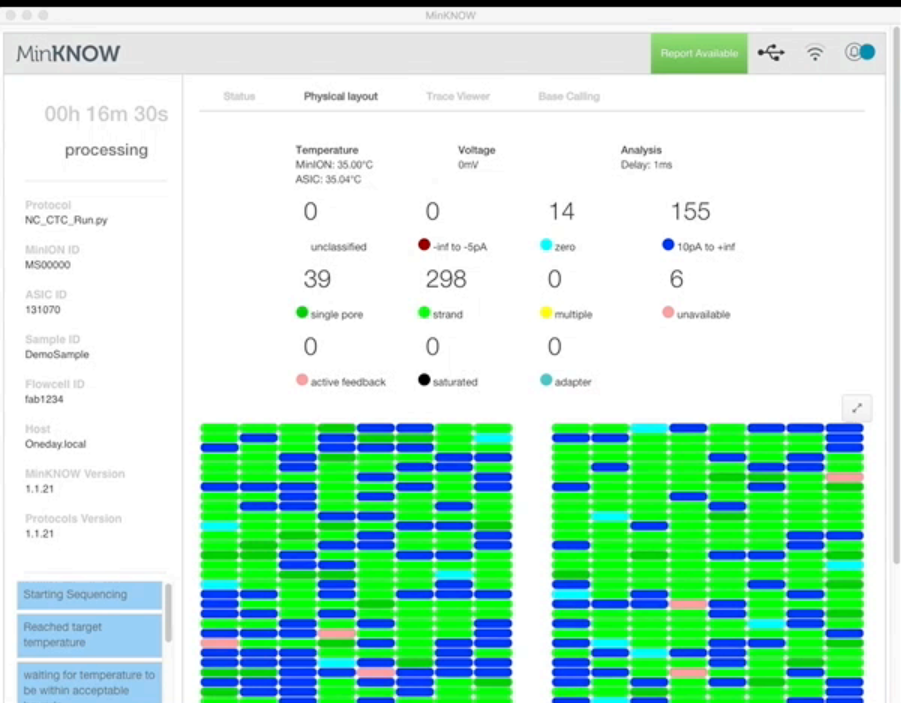 MinKNOW
MinKNOW
Report Available
00h 16m 30s
processing
Protocol
NC_CTC_Run.py
MinION ID
MS00000
ASIC ID
131070
Sample ID
DemoSample
Flowcell ID
fab1234
Host
Oneday.local
MinKNOW Version
1.1.21
Protocols Version
1.1.21
Starting Sequencing
Reached target
temperature
waiting for temperature to
be within acceptable
Status Physical layout Trace Viewer Base Calling
Temperature Voltage Analysis
MinION: 35.00°C 0mV Delay: 1ms
ASIC: 35.04°C
0 0 14 155
unclassified -inf to -5pA zero 10pA to +inf
39 298 0 6
single pore strand multiple unavailable
0 0 0
active feedback saturated adapter